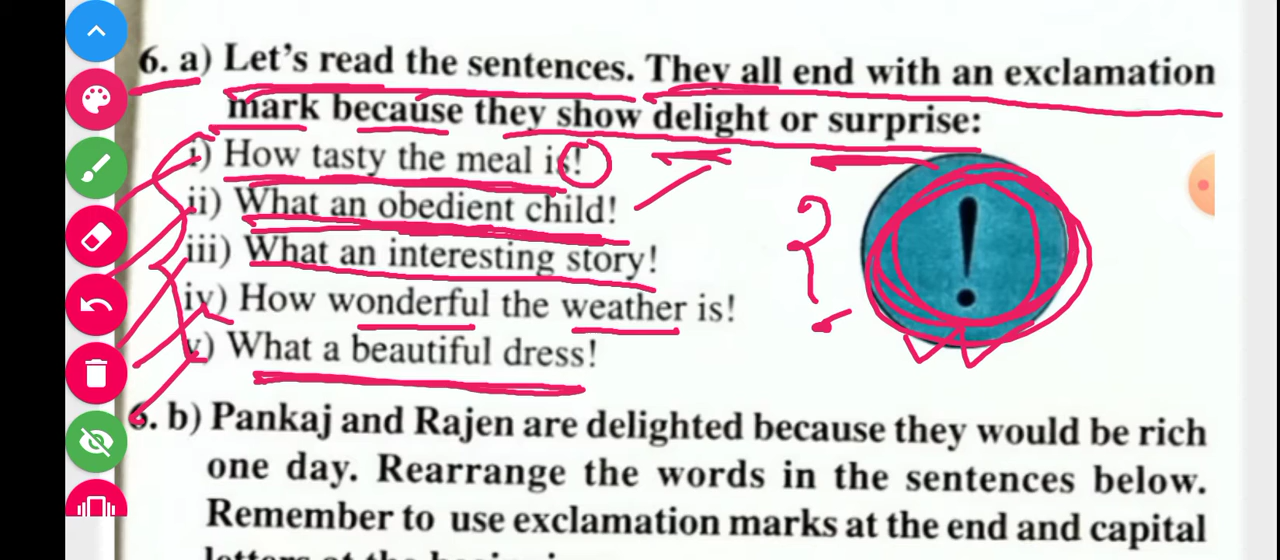 6. a) Let's read the sentences. They all end with an exclamation
mark because they show delight or surprise:
i) How tasty the meal is!
ii) What an obedient child!
iii) What an interesting story!
iv) How wonderful the weather is!
v) What a beautiful dress!
!
?
6. b) Pankaj and Rajen are delighted because they would be rich
one day. Rearrange the words in the sentences below.
Remember to use exclamation marks at the end and capital